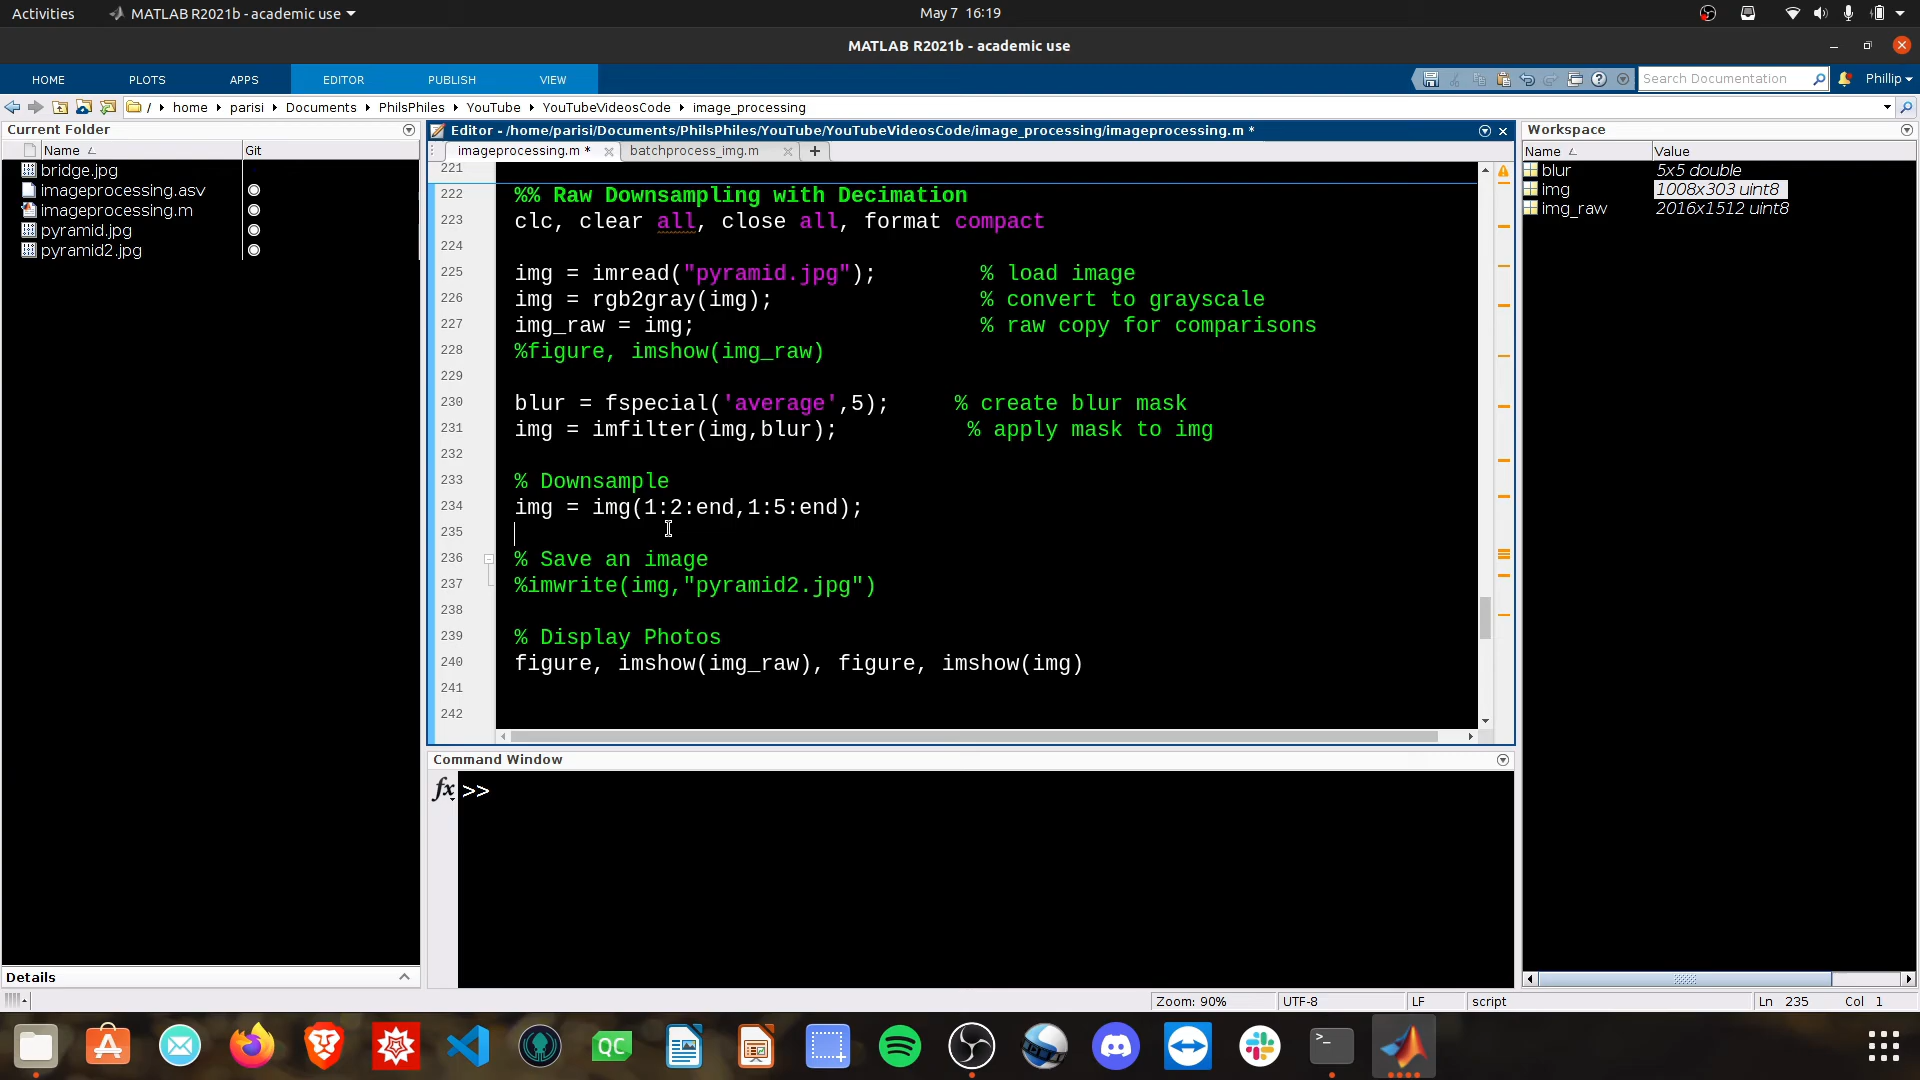 Activities MATLAB R2021b - academic use May 7 16:19
MATLAB R2021b - academic use
HOME PLOTS APPS EDITOR PUBLISH VIEW Search Documentation Phillip
/ home parisi Documents PhilsPhiles YouTube YouTubeVideosCode image_processing
Current Folder
Name Git
bridge.jpg
imageprocessing.asv
imageprocessing.m
pyramid.jpg
pyramid2.jpg
Details
Editor - /home/parisi/Documents/PhilsPhiles/YouTube/YouTubeVideosCode/image_processing/imageprocessing.m *
imageprocessing.m * batchprocess_img.m
221
222 %% Raw Downsampling with Decimation
223 clc, clear all, close all, format compact
224
225 img = imread("pyramid.jpg"); % load image
226 img = rgb2gray(img); % convert to grayscale
227 img_raw = img; % raw copy for comparisons
228 %figure, imshow(img_raw)
229
230 blur = fspecial('average',5); % create blur mask
231 img = imfilter(img,blur); % apply mask to img
232
233 % Downsample
234 img = img(1:2:end,1:5:end);
235
236 % Save an image
237 %imwrite(img,"pyramid2.jpg")
238
239 % Display Photos
240 figure, imshow(img_raw), figure, imshow(img)
241
242
Command Window
fx >>
Workspace
Name Value
blur 5x5 double
img 1008x303 uint8
img_raw 2016x1512 uint8
Zoom: 90% UTF-8 LF script Ln 235 Col 1
QC